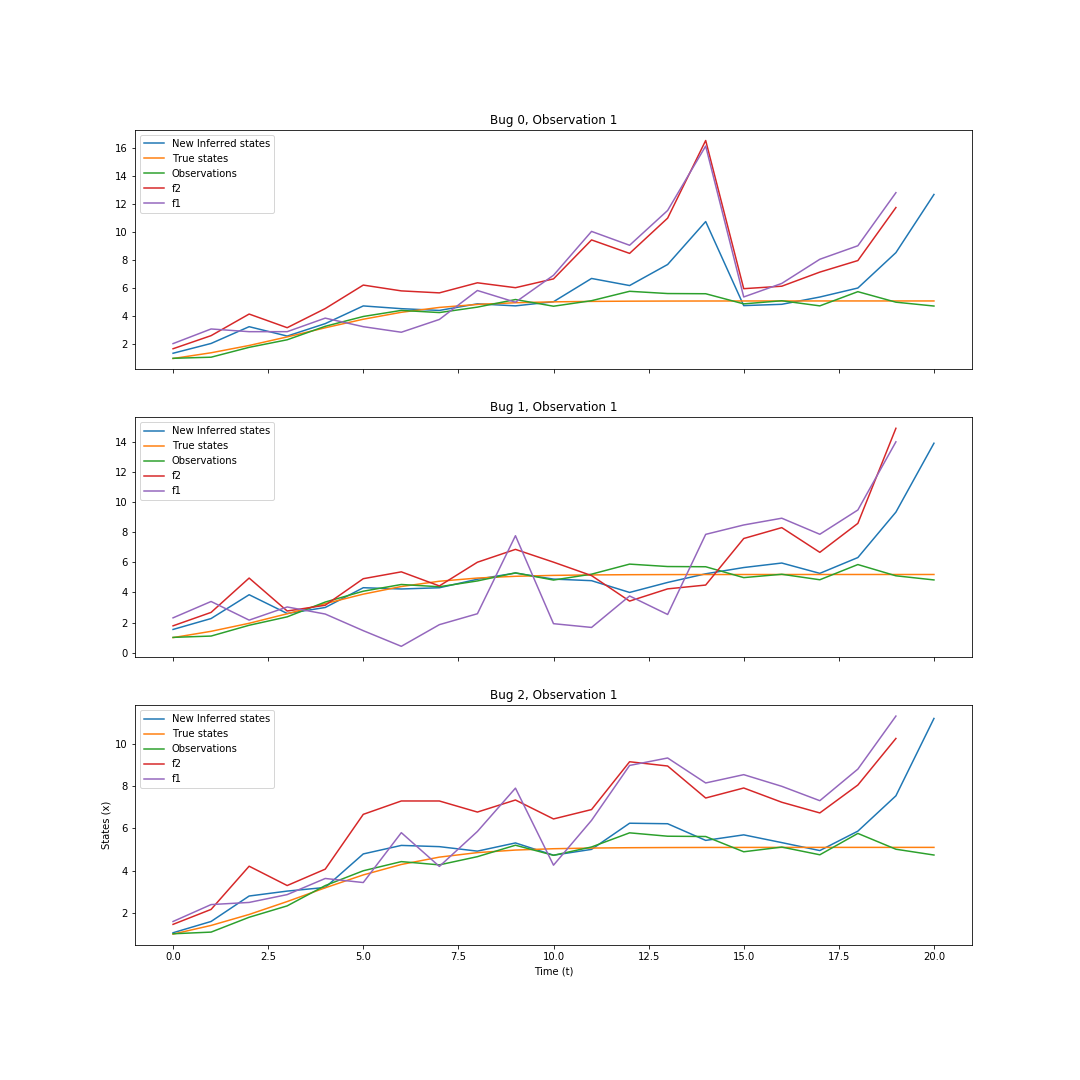 Bug 0, Observation 1
16
14
12
10
8
6
4
2
New Inferred states
True states
Observations
f2
f1
Bug 1, Observation 1
14
12
10
8
6
4
2
0
New Inferred states
True states
Observations
f2
f1
Bug 2, Observation 1
10
8
6
4
2
States (x)
New Inferred states
True states
Observations
f2
f1
0.0 2.5 5.0 7.5 10.0 12.5 15.0 17.5 20.0
Time (t)